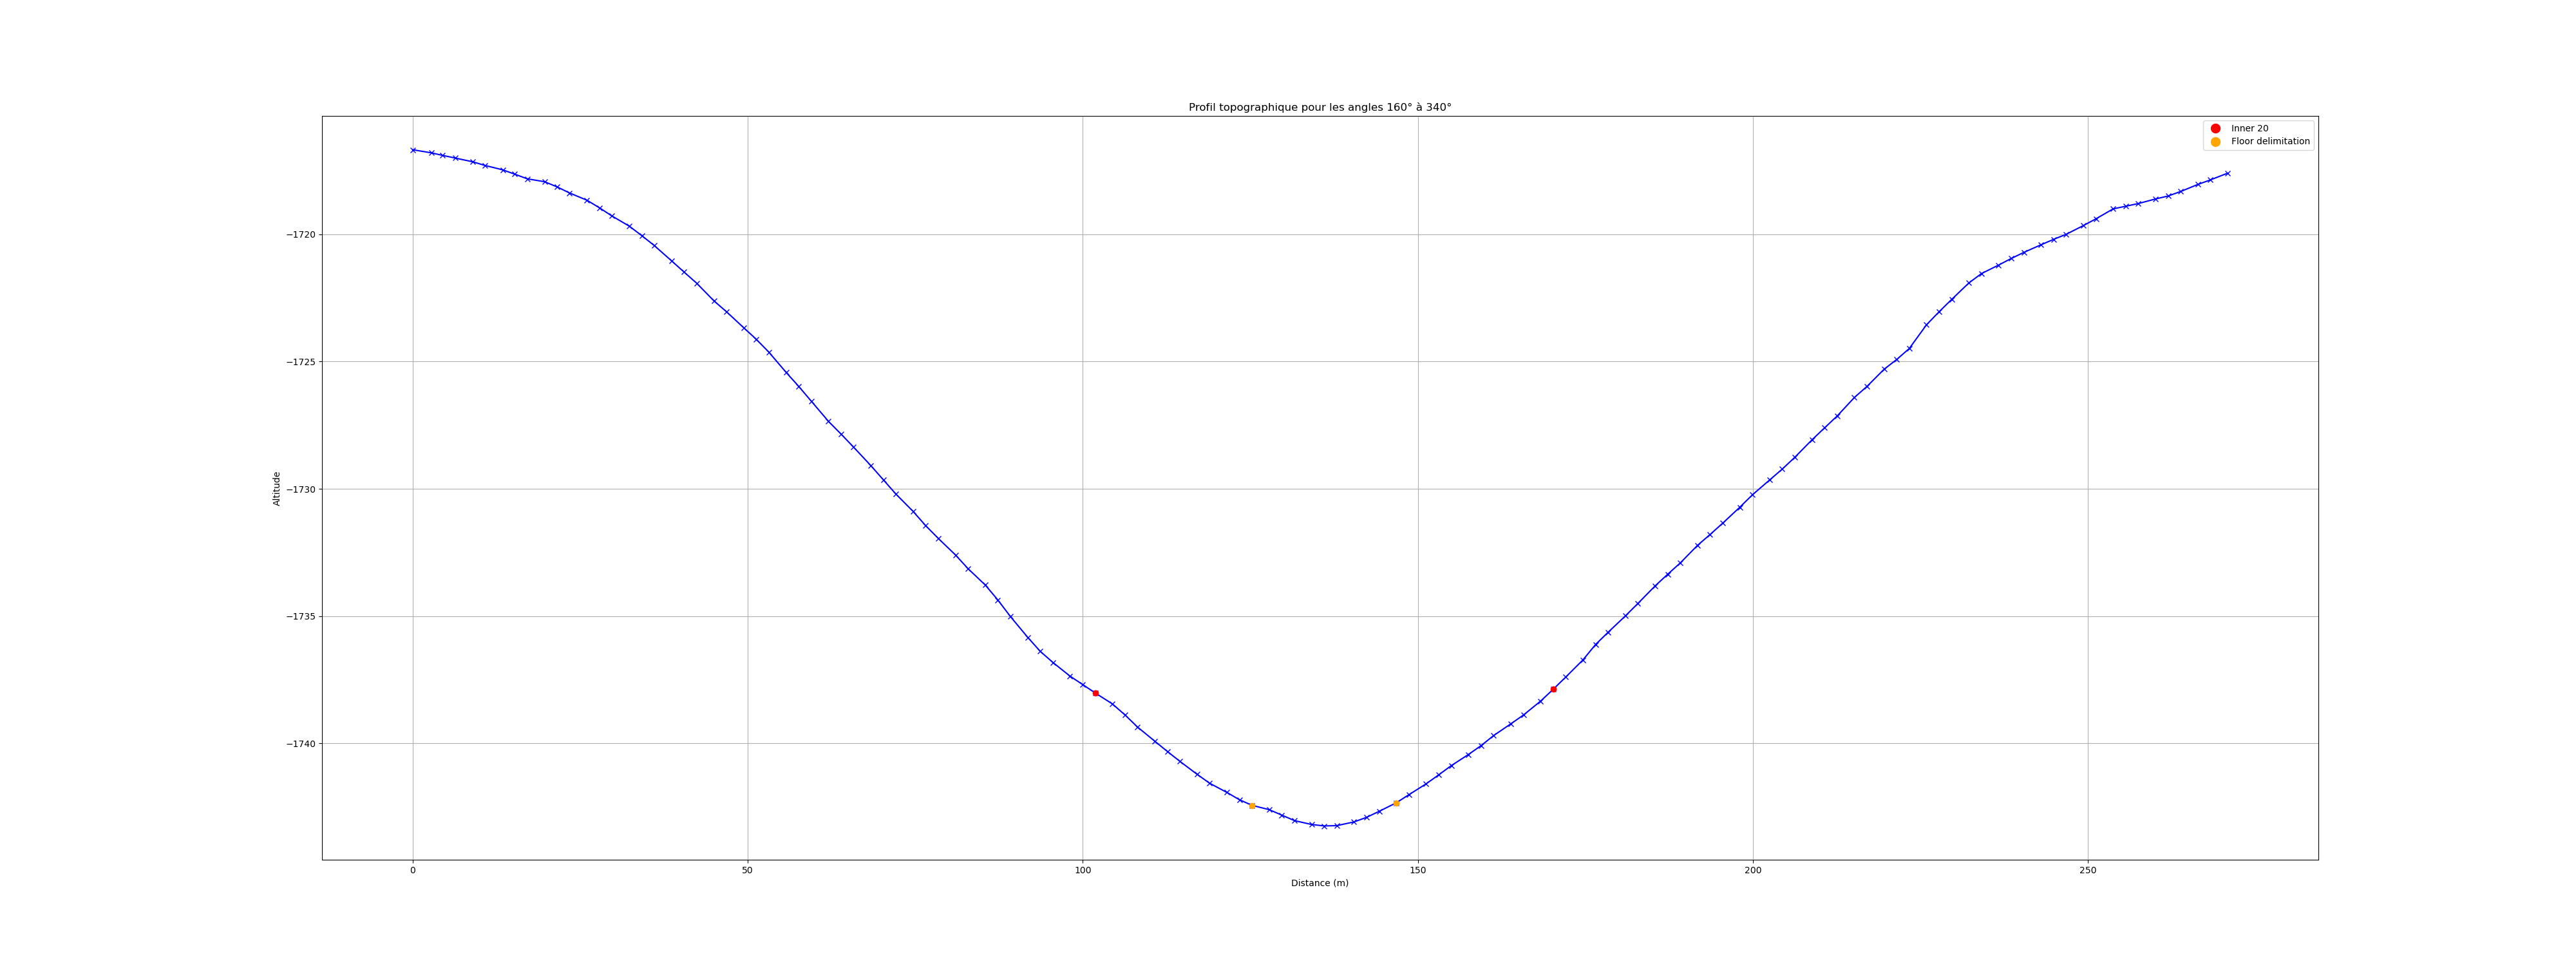 Profil topographique pour les angles 160° à 340°
Inner 20
Floor delimitation
Altitude
−1720
−1725
−1730
−1735
−1740
0 50 100 150 200 250
Distance (m)